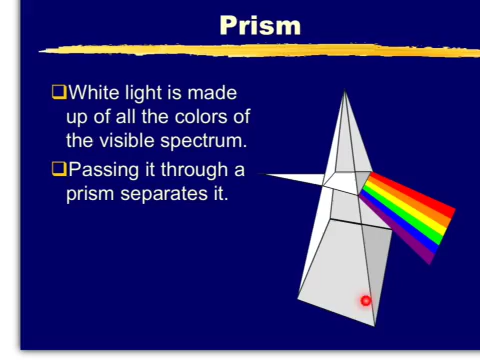 Prism
White light is made
up of all the colors of
the visible spectrum.
Passing it through a
prism separates it.